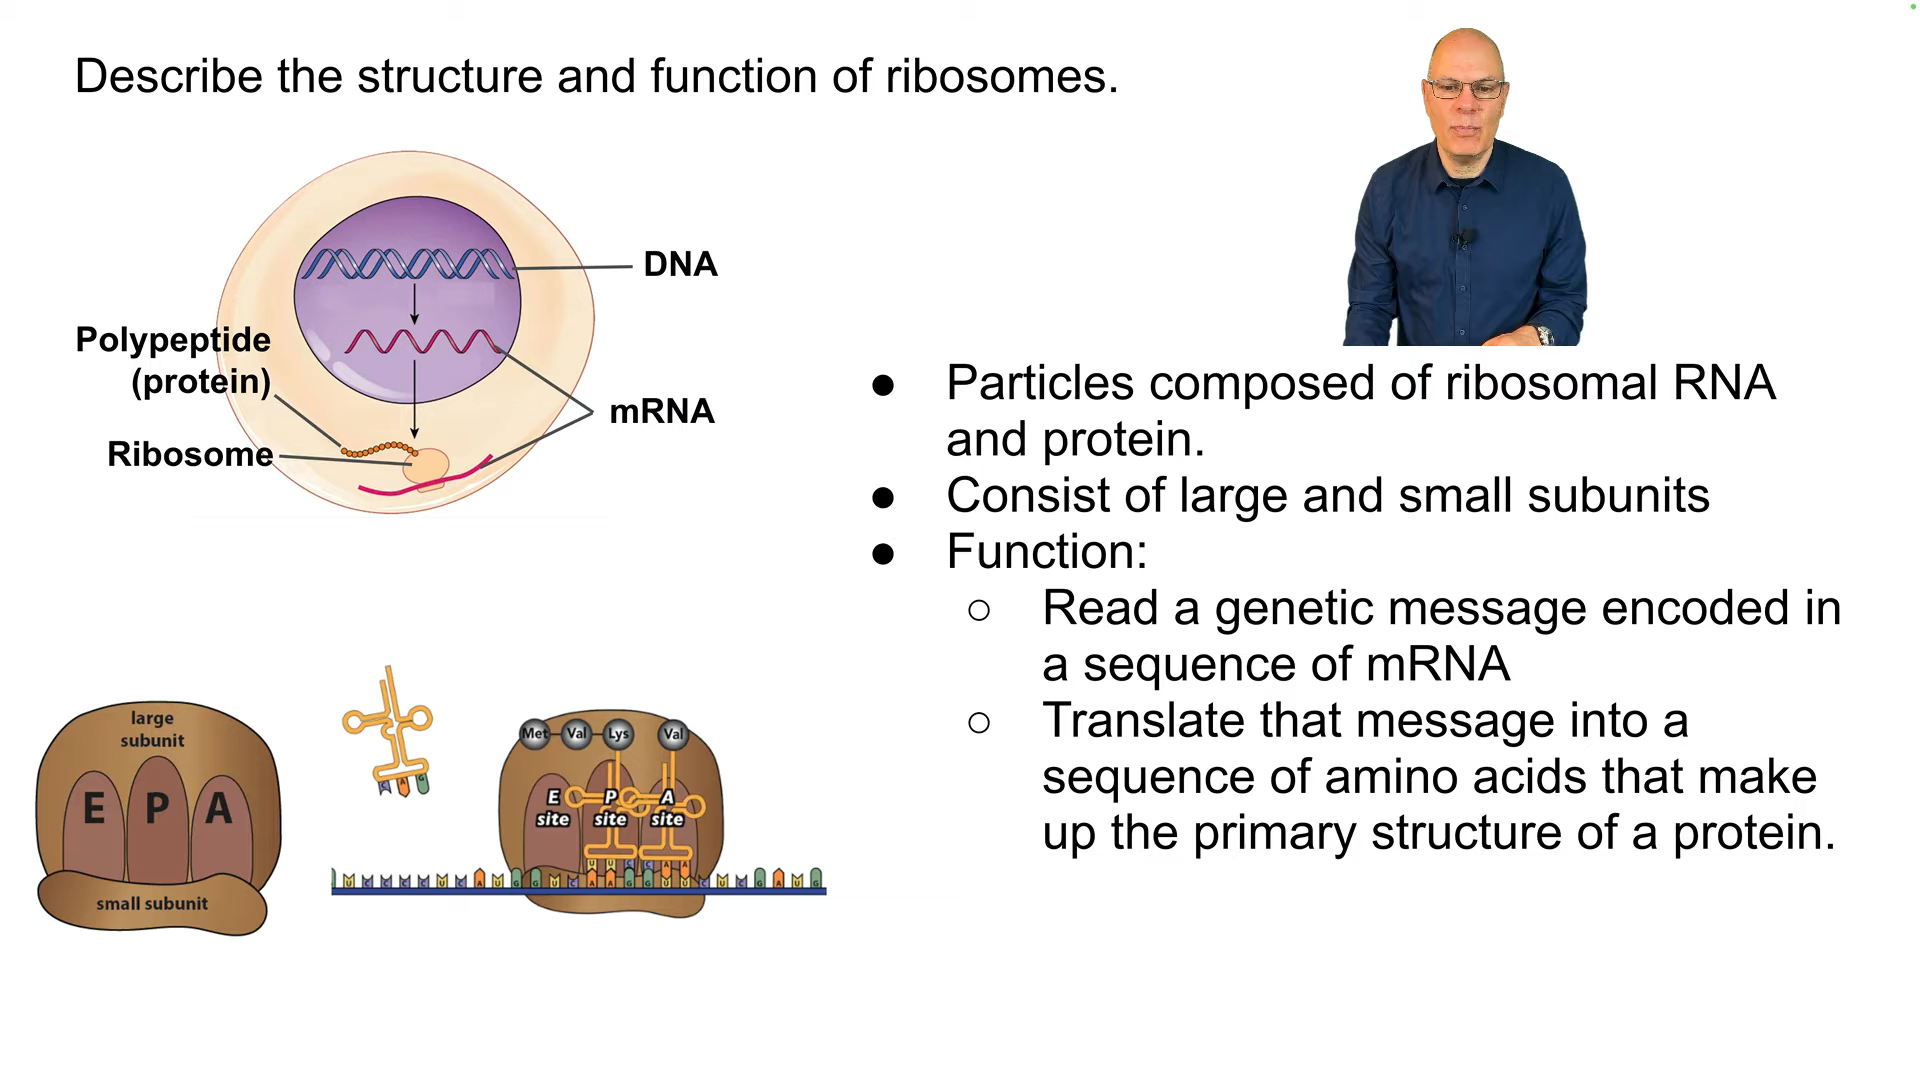 Describe the structure and function of ribosomes.
DNA
Polypeptide
(protein)
mRNA
Ribosome
● Particles composed of ribosomal RNA
and protein.
● Consist of large and small subunits
● Function:
○ Read a genetic message encoded in
a sequence of mRNA
○ Translate that message into a
sequence of amino acids that make
up the primary structure of a protein.
large
subunit
E P A
small subunit
C A G
Met Val Lys Val
E P A
site site site
U U C C A A
U C C C C U C A U G G U C A A G G U U C U C G A U G